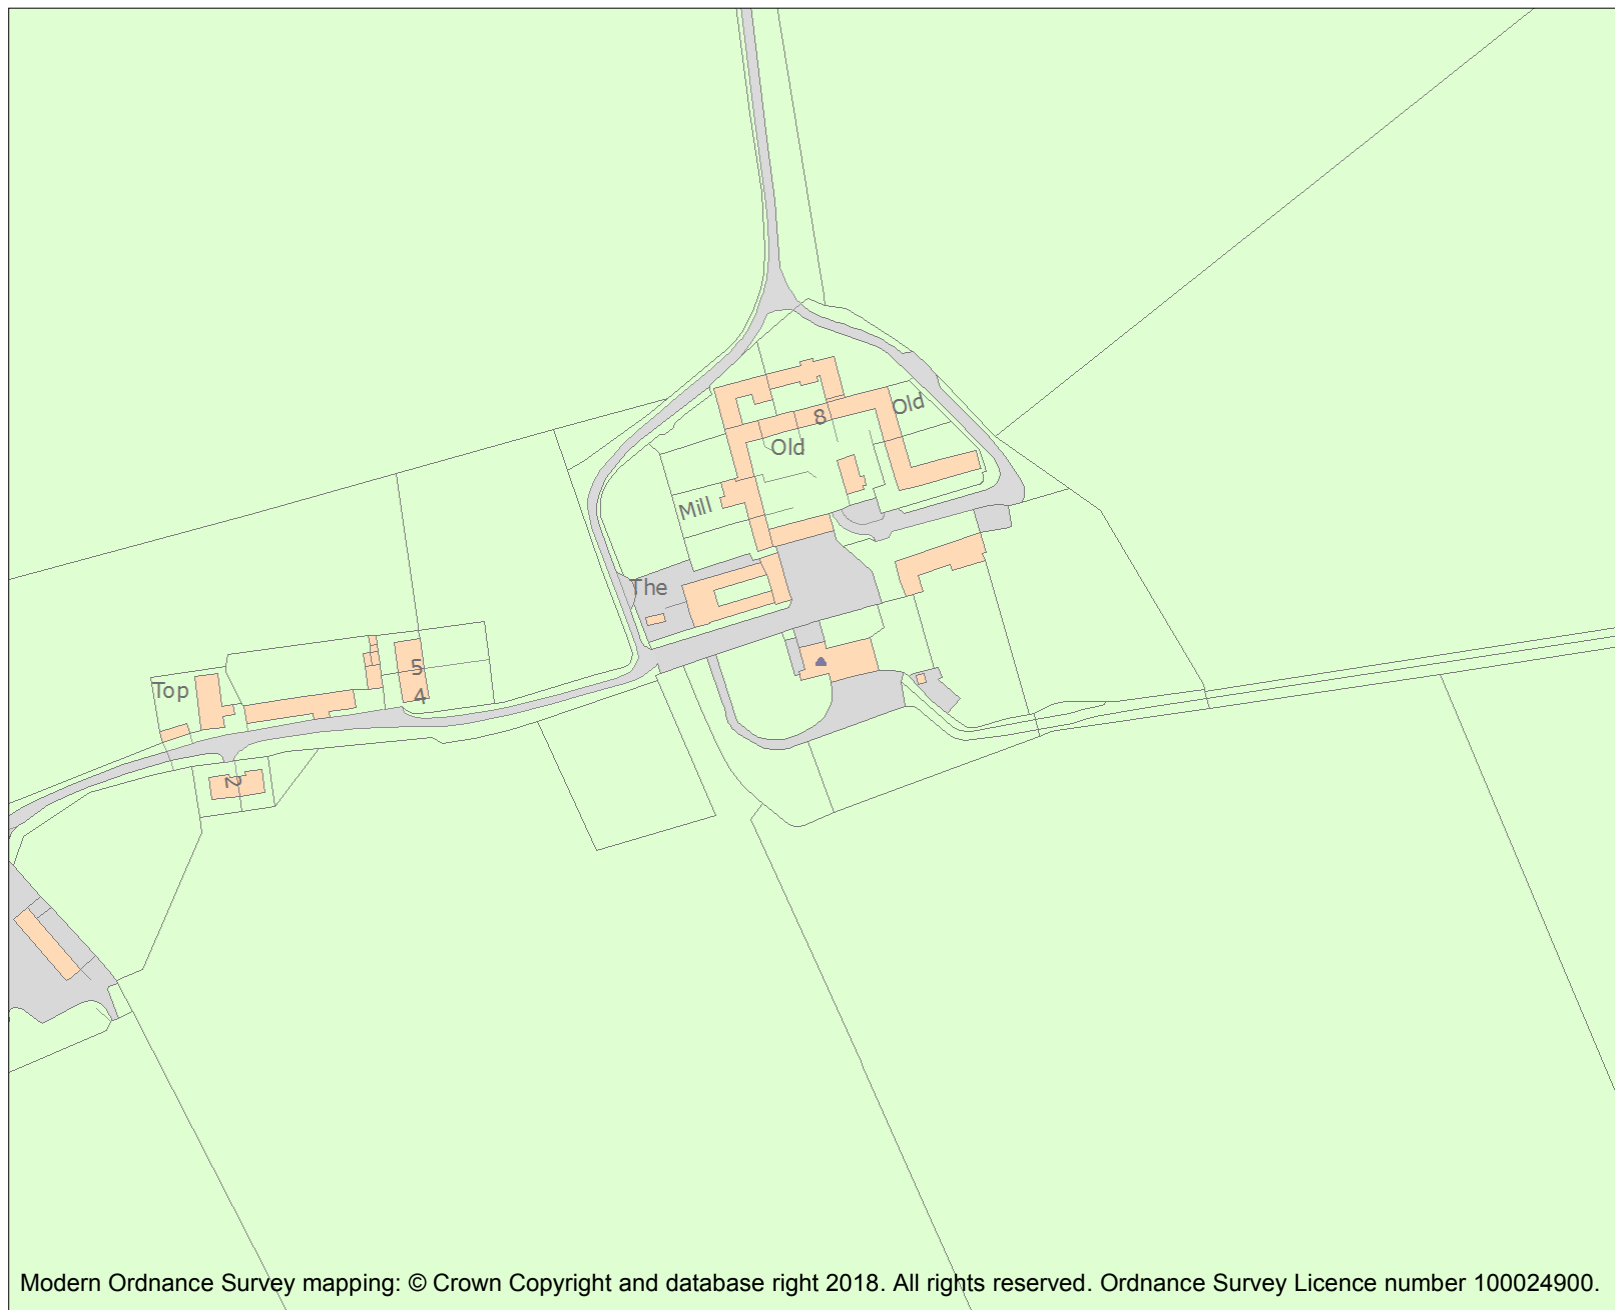 Old
8
Old
Mill
The
5
Top
4
2
Modern Ordnance Survey mapping: © Crown Copyright and database right 2018. All rights reserved. Ordnance Survey Licence number 100024900.